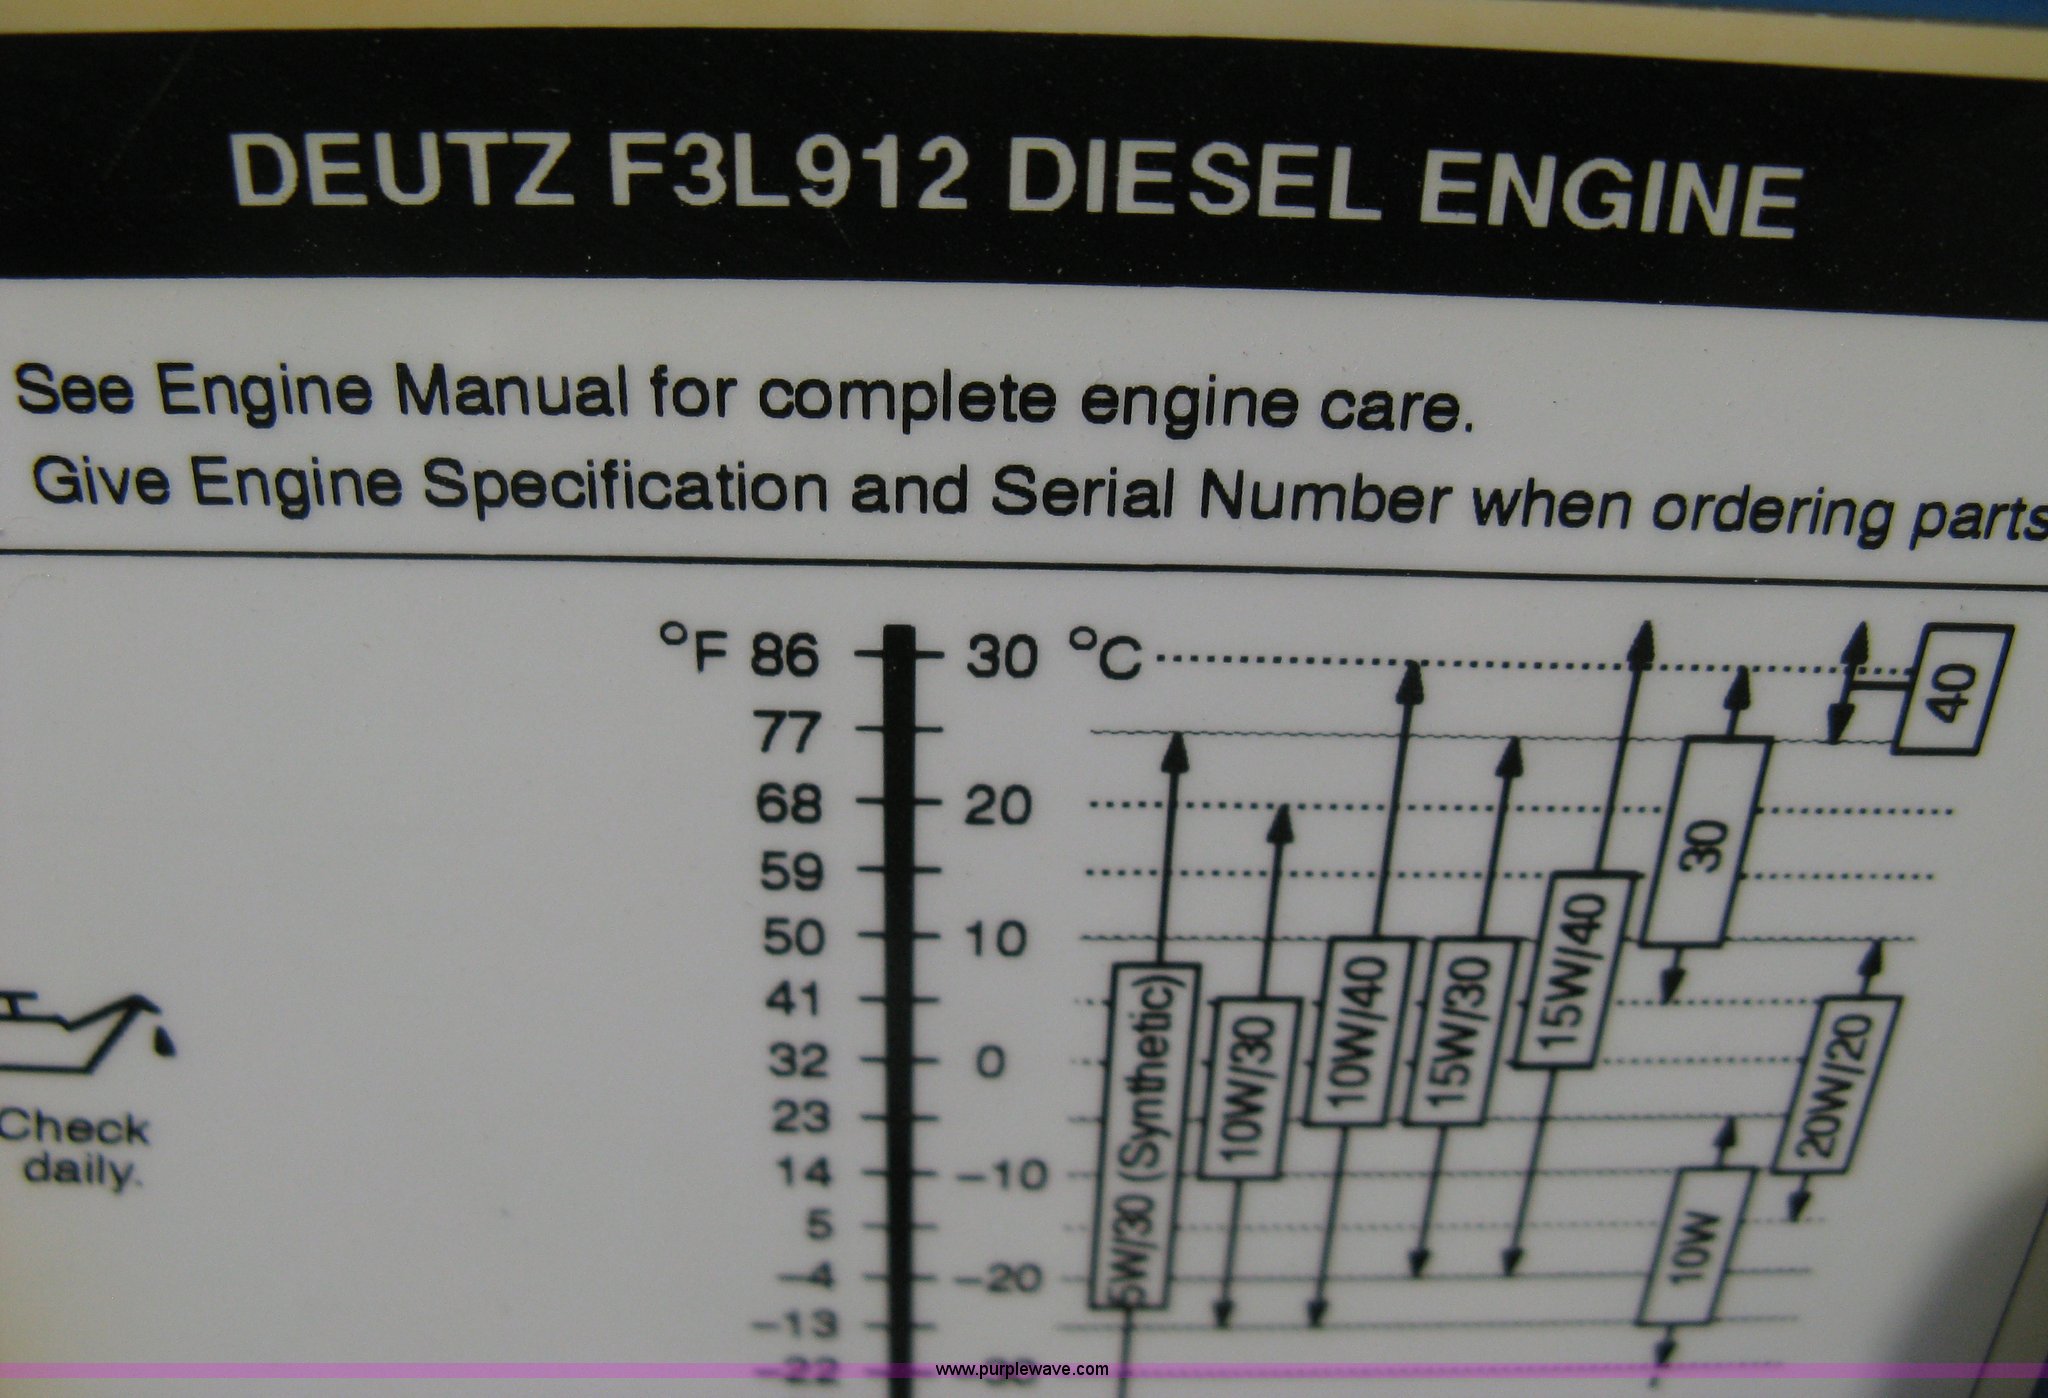 DEUTZ F3L912 DIESEL ENGINE
See Engine Manual for complete engine care.
Give Engine Specification and Serial Number when ordering parts
°F 86 30 °C
77
68 20
59
50 10
41
32 0
23
14 -10
5
-4 -20
-13
-22 -30
5W/30 (Synthetic)
10W/30
10W/40
15W/30
15W/40
30
40
10W
20W/20
Check
daily.
www.purplewave.com